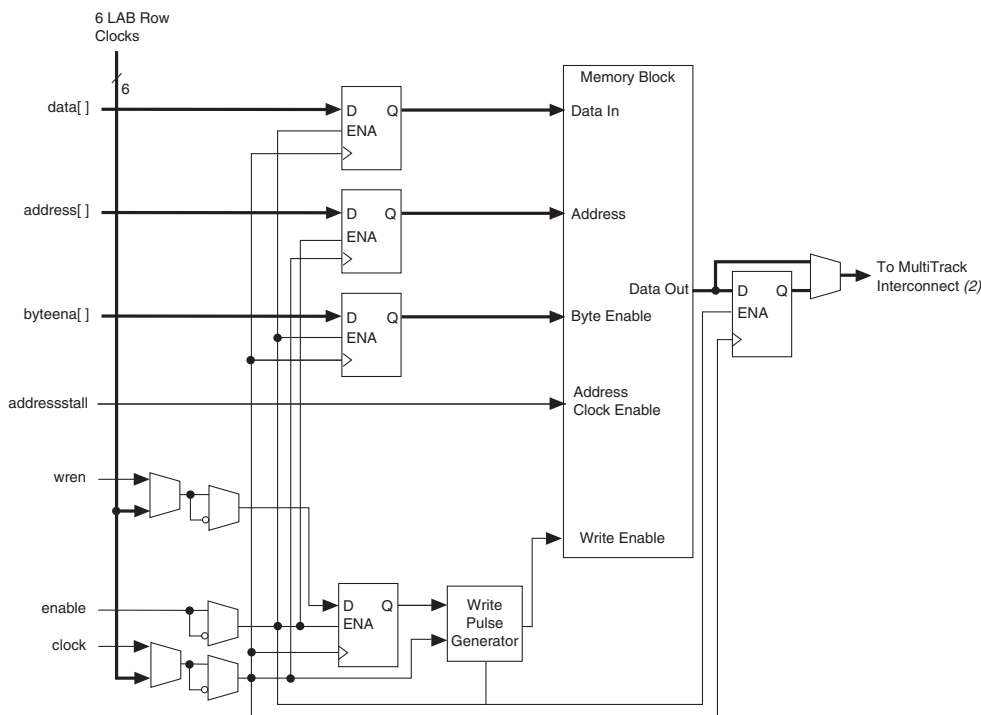 6 LAB Row
Clocks
6
data[ ]
D Q
ENA
Memory Block
Data In
address[ ]
D Q
ENA
Address
Data Out
D Q
ENA
To MultiTrack
Interconnect (2)
byteena[ ]
D Q
ENA
Byte Enable
addressstall
Address
Clock Enable
wren
Write Enable
enable
D Q
ENA
Write
Pulse
Generator
clock